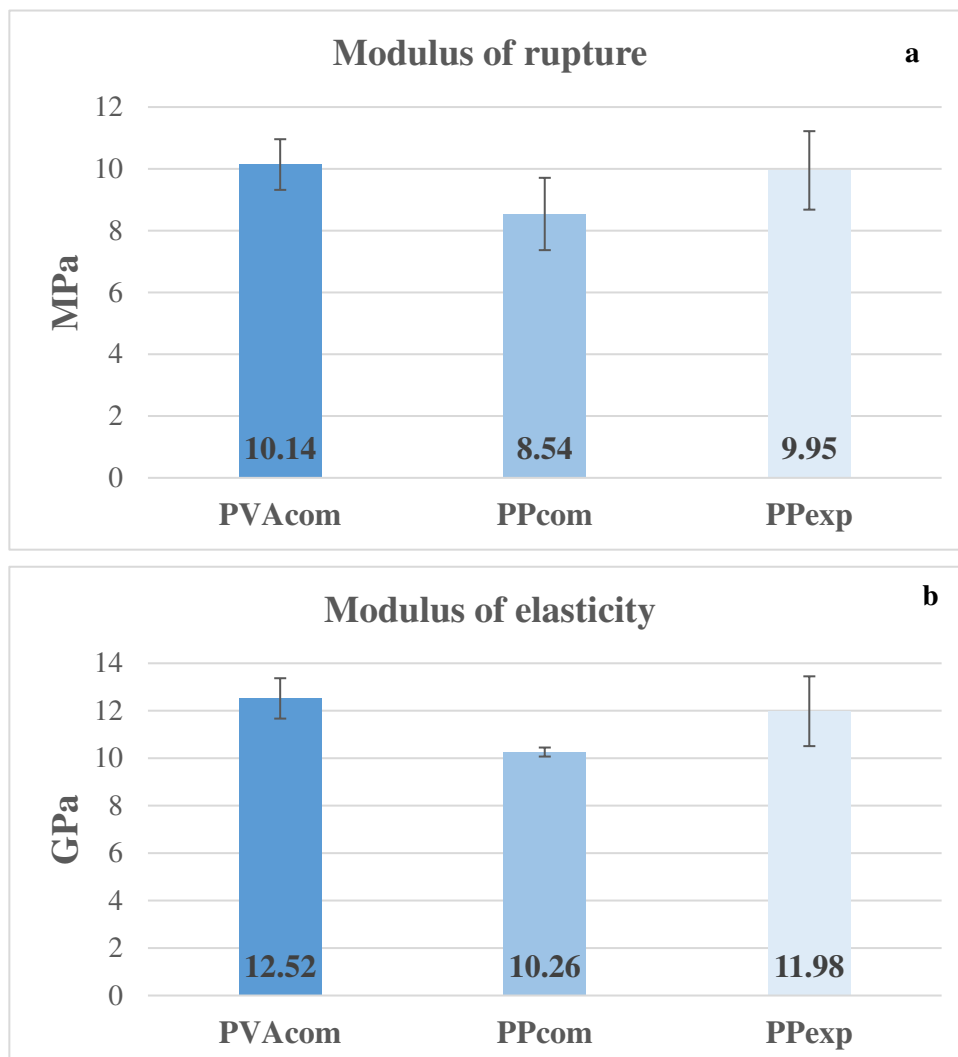 Modulus of rupture
a
12
10
8
6
4
2
0
MPa
10.14
8.54
9.95
PVAcom
PPcom
PPexp
Modulus of elasticity
b
14
12
10
8
6
4
2
0
GPa
12.52
10.26
11.98
PVAcom
PPcom
PPexp